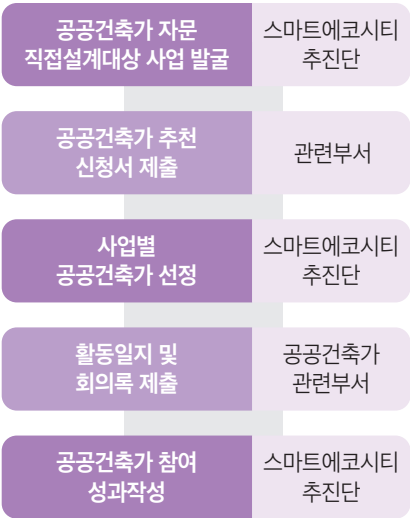 공공건축가 자문
직접설계대상 사업 발굴
스마트에코시티
추진단
공공건축가 추천
신청서 제출
관련부서
사업별
공공건축가 선정
스마트에코시티
추진단
활동일지 및
회의록 제출
공공건축가
관련부서
공공건축가 참여
성과작성
스마트에코시티
추진단